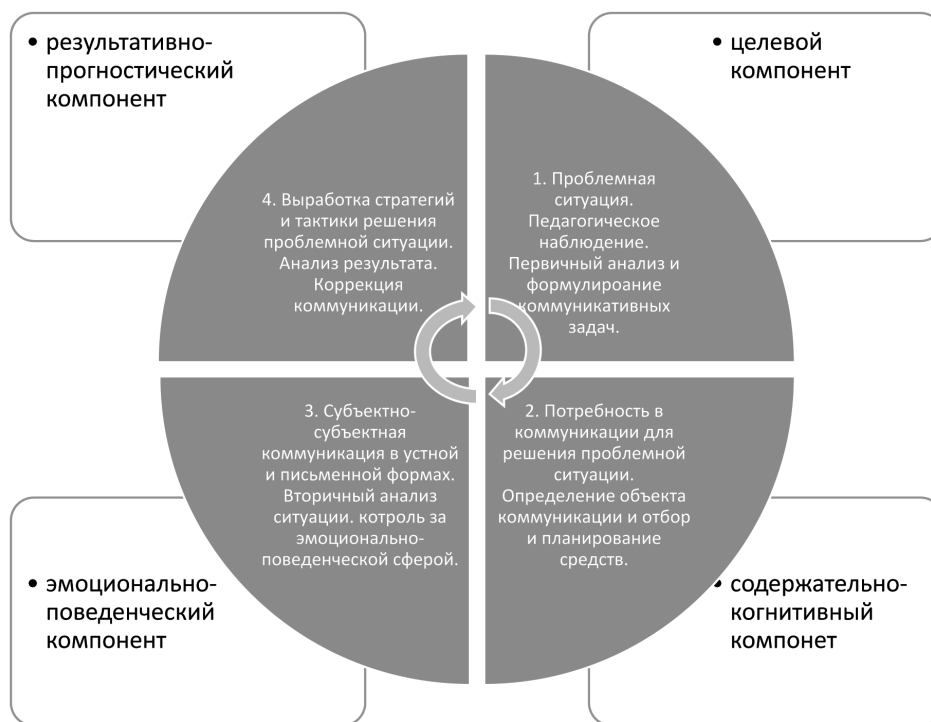 • результативно-
прогностический
компонент
• целевой
компонент
4. Выработка стратегий
и тактики решения
проблемной ситуации.
Анализ результата.
Коррекция
коммуникации.
1. Проблемная
ситуация.
Педагогическое
наблюдение.
Первичный анализ и
формулироание
коммуникативных
задач.
3. Субъектно-
субъектная
коммуникация в устной
и письменной формах.
Вторичный анализ
ситуации. котроль за
эмоционально-
поведенческой сферой.
2. Потребность в
коммуникации для
решения проблемной
ситуации.
Определение объекта
коммуникации и отбор
и планирование
средств.
• эмоционально-
поведенческий
компонент
• содержательно-
когнитивный
компонет